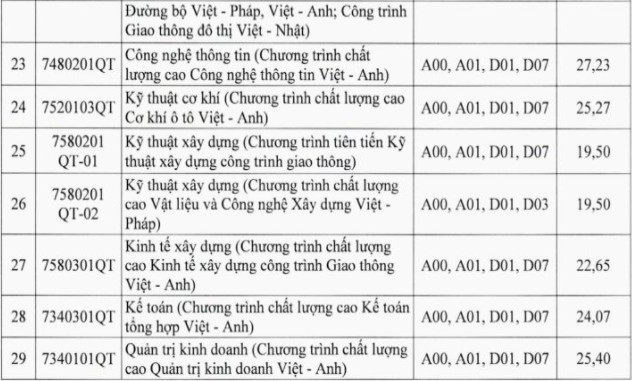 Đường bộ Việt - Pháp, Việt - Anh; Công trình
Giao thông đô thị Việt - Nhật)
23 7480201QT Công nghệ thông tin (Chương trình chất
lượng cao Công nghệ thông tin Việt - Anh) A00, A01, D01, D07 27,23
24 7520103QT Kỹ thuật cơ khí (Chương trình chất lượng cao
Cơ khí ô tô Việt - Anh) A00, A01, D01, D07 25,27
25 7580201
QT-01 Kỹ thuật xây dựng (Chương trình tiên tiến Kỹ
thuật xây dựng công trình giao thông) A00, A01, D01, D07 19,50
26 7580201
QT-02 Kỹ thuật xây dựng (Chương trình chất lượng
cao Vật liệu và Công nghệ Xây dựng Việt -
Pháp) A00, A01, D01, D03 19,50
27 7580301QT Kinh tế xây dựng (Chương trình chất lượng
cao Kinh tế xây dựng công trình Giao thông
Việt - Anh) A00, A01, D01, D07 22,65
28 7340301QT Kế toán (Chương trình chất lượng cao Kế toán
tổng hợp Việt - Anh) A00, A01, D01, D07 24,07
29 7340101QT Quản trị kinh doanh (Chương trình chất lượng
cao Quản trị kinh doanh Việt - Anh) A00, A01, D01, D07 25,40